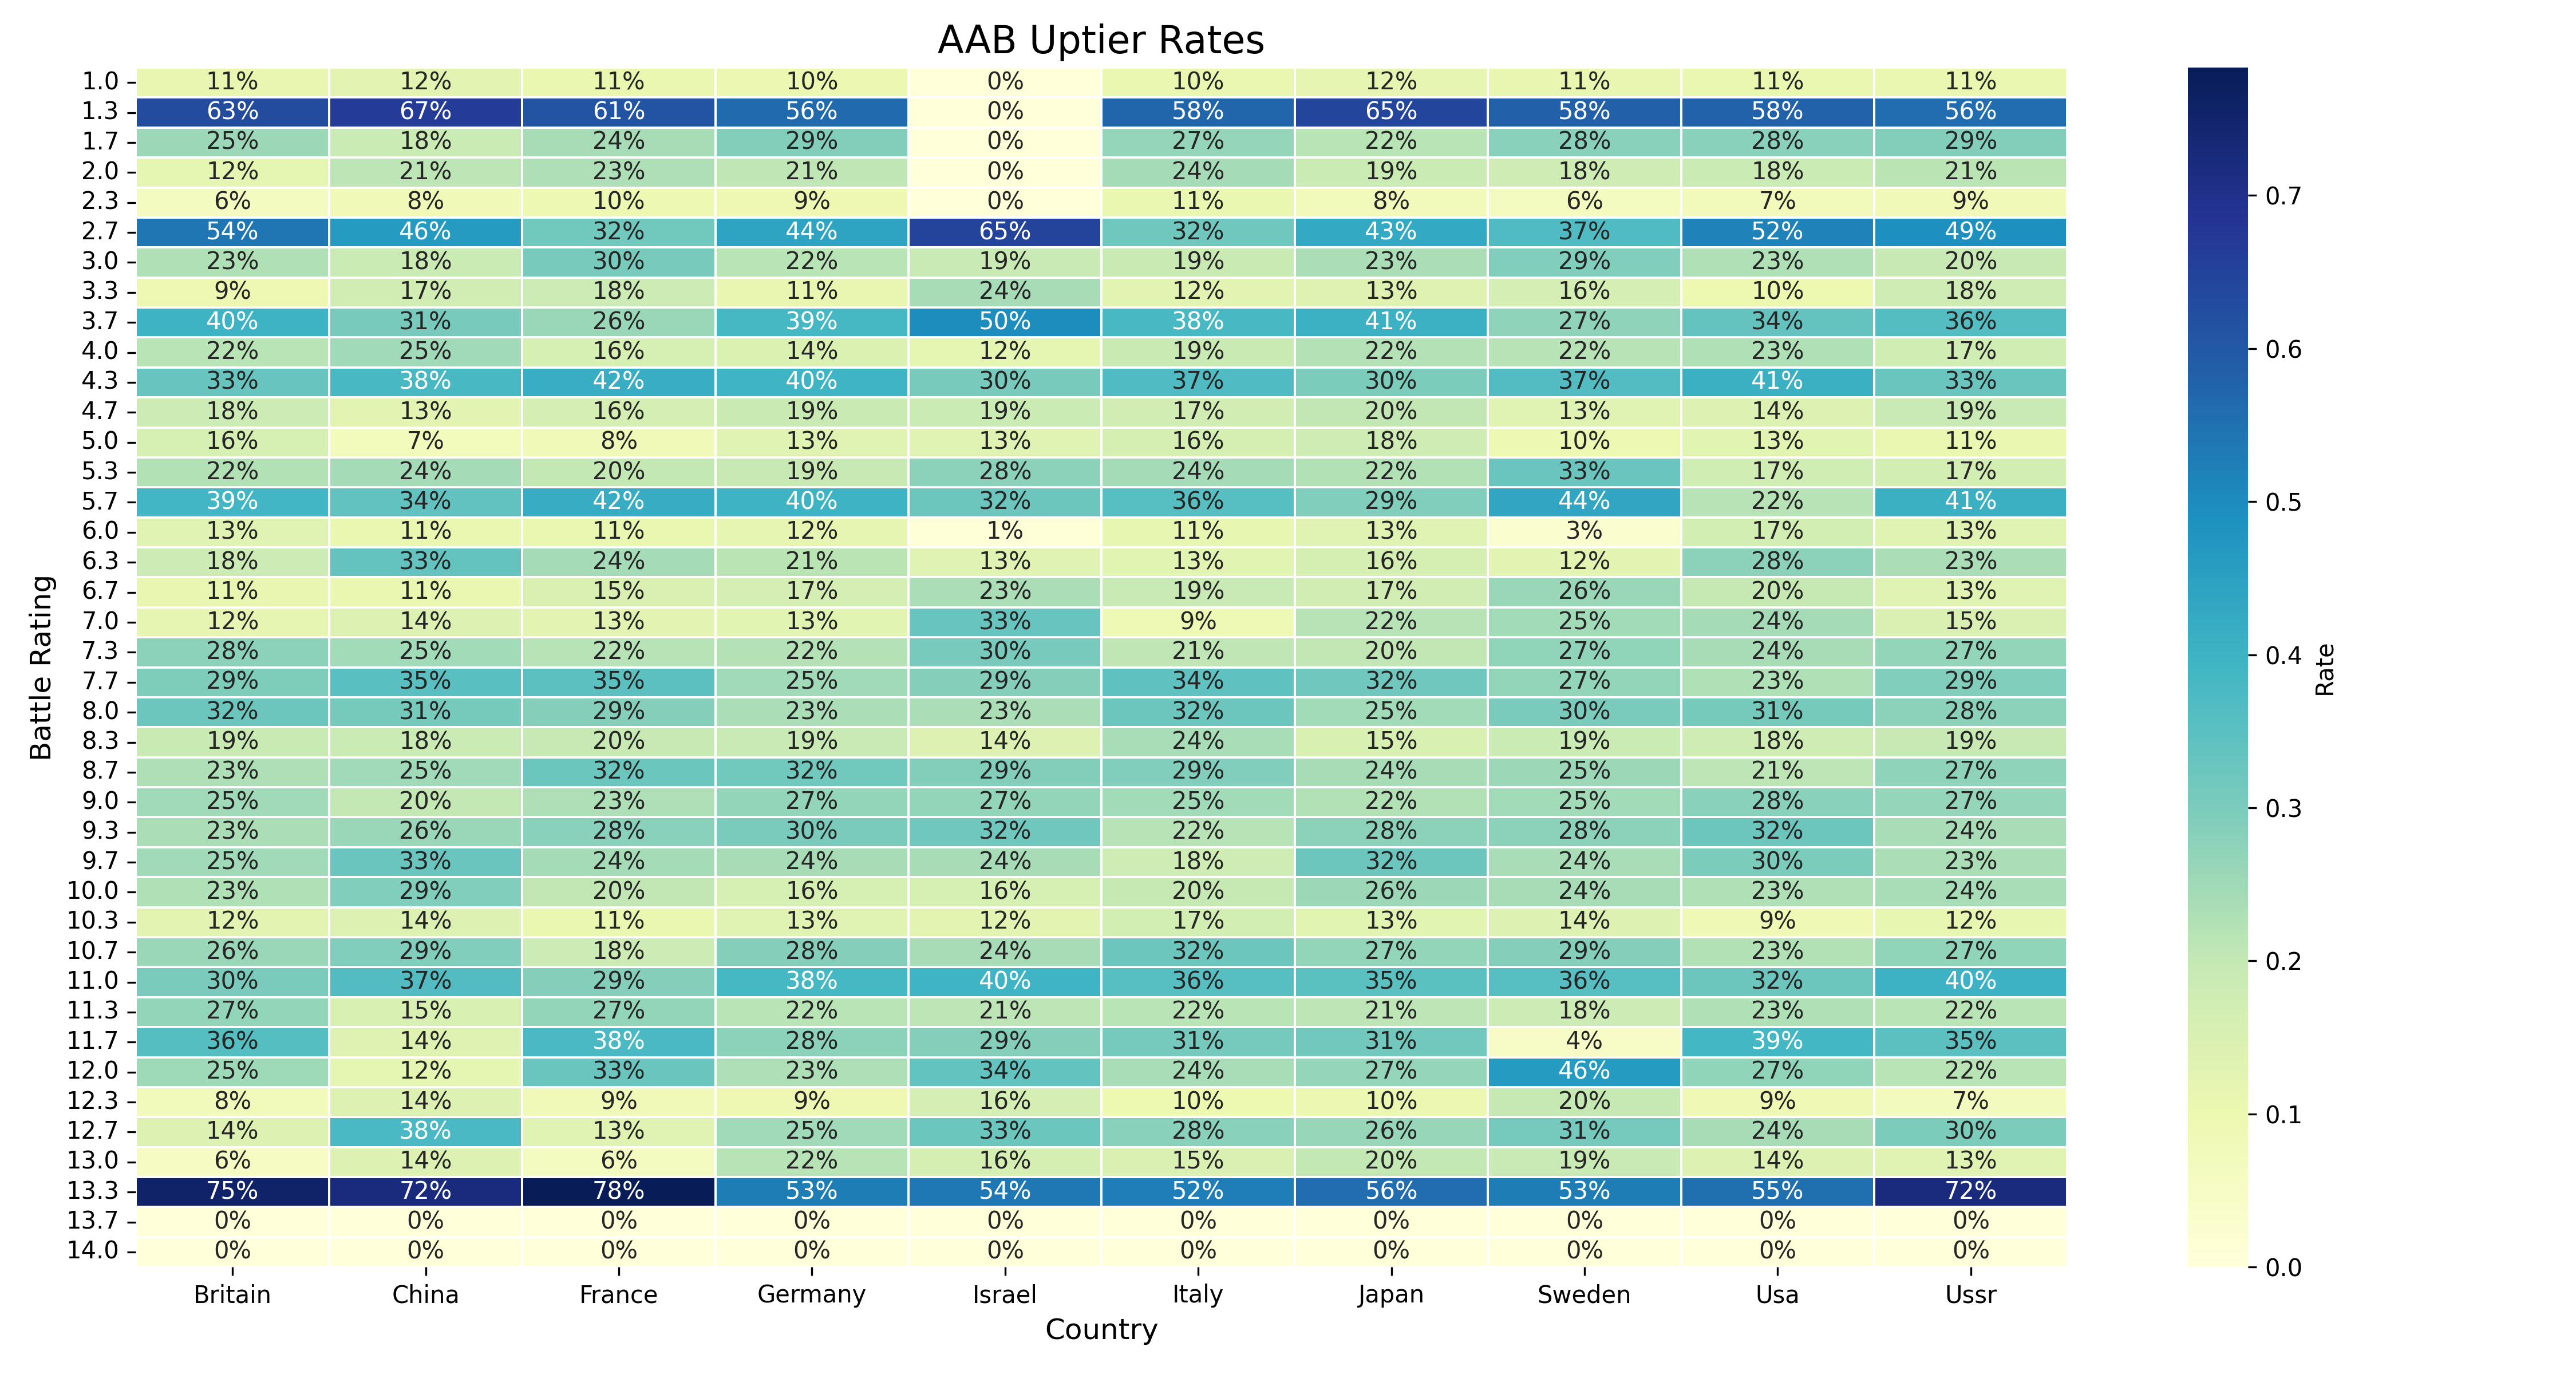 AAB Uptier Rates
1.0 11% 12% 11% 10% 0% 10% 12% 11% 11% 11%
1.3 63% 67% 61% 56% 0% 58% 65% 58% 58% 56%
1.7 25% 18% 24% 29% 0% 27% 22% 28% 28% 29%
2.0 12% 21% 23% 21% 0% 24% 19% 18% 18% 21%
2.3 6% 8% 10% 9% 0% 11% 8% 6% 7% 9%
2.7 54% 46% 32% 44% 65% 32% 43% 37% 52% 49%
3.0 23% 18% 30% 22% 19% 19% 23% 29% 23% 20%
3.3 9% 17% 18% 11% 24% 12% 13% 16% 10% 18%
3.7 40% 31% 26% 39% 50% 38% 41% 27% 34% 36%
4.0 22% 25% 16% 14% 12% 19% 22% 22% 23% 17%
4.3 33% 38% 42% 40% 30% 37% 30% 37% 41% 33%
4.7 18% 13% 16% 19% 19% 17% 20% 13% 14% 19%
5.0 16% 7% 8% 13% 13% 16% 18% 10% 13% 11%
5.3 22% 24% 20% 19% 28% 24% 22% 33% 17% 17%
5.7 39% 34% 42% 40% 32% 36% 29% 44% 22% 41%
6.0 13% 11% 11% 12% 1% 11% 13% 3% 17% 13%
6.3 18% 33% 24% 21% 13% 13% 16% 12% 28% 23%
6.7 11% 11% 15% 17% 23% 19% 17% 26% 20% 13%
7.0 12% 14% 13% 13% 33% 9% 22% 25% 24% 15%
7.3 28% 25% 22% 22% 30% 21% 20% 27% 24% 27%
7.7 29% 35% 35% 25% 29% 34% 32% 27% 23% 29%
8.0 32% 31% 29% 23% 23% 32% 25% 30% 31% 28%
8.3 19% 18% 20% 19% 14% 24% 15% 19% 18% 19%
8.7 23% 25% 32% 32% 29% 29% 24% 25% 21% 27%
9.0 25% 20% 23% 27% 27% 25% 22% 25% 28% 27%
9.3 23% 26% 28% 30% 32% 22% 28% 28% 32% 24%
9.7 25% 33% 24% 24% 24% 18% 32% 24% 30% 23%
10.0 23% 29% 20% 16% 16% 20% 26% 24% 23% 24%
10.3 12% 14% 11% 13% 12% 17% 13% 14% 9% 12%
10.7 26% 29% 18% 28% 24% 32% 27% 29% 23% 27%
11.0 30% 37% 29% 38% 40% 36% 35% 36% 32% 40%
11.3 27% 15% 27% 22% 21% 22% 21% 18% 23% 22%
11.7 36% 14% 38% 28% 29% 31% 31% 4% 39% 35%
12.0 25% 12% 33% 23% 34% 24% 27% 46% 27% 22%
12.3 8% 14% 9% 9% 16% 10% 10% 20% 9% 7%
12.7 14% 38% 13% 25% 33% 28% 26% 31% 24% 30%
13.0 6% 14% 6% 22% 16% 15% 20% 19% 14% 13%
13.3 75% 72% 78% 53% 54% 52% 56% 53% 55% 72%
13.7 0% 0% 0% 0% 0% 0% 0% 0% 0% 0%
14.0 0% 0% 0% 0% 0% 0% 0% 0% 0% 0%
Britain China France Germany Israel Italy Japan Sweden Usa Ussr
Country
Battle Rating
0.7
0.6
0.5
0.4
0.3
0.2
0.1
0.0
Rate